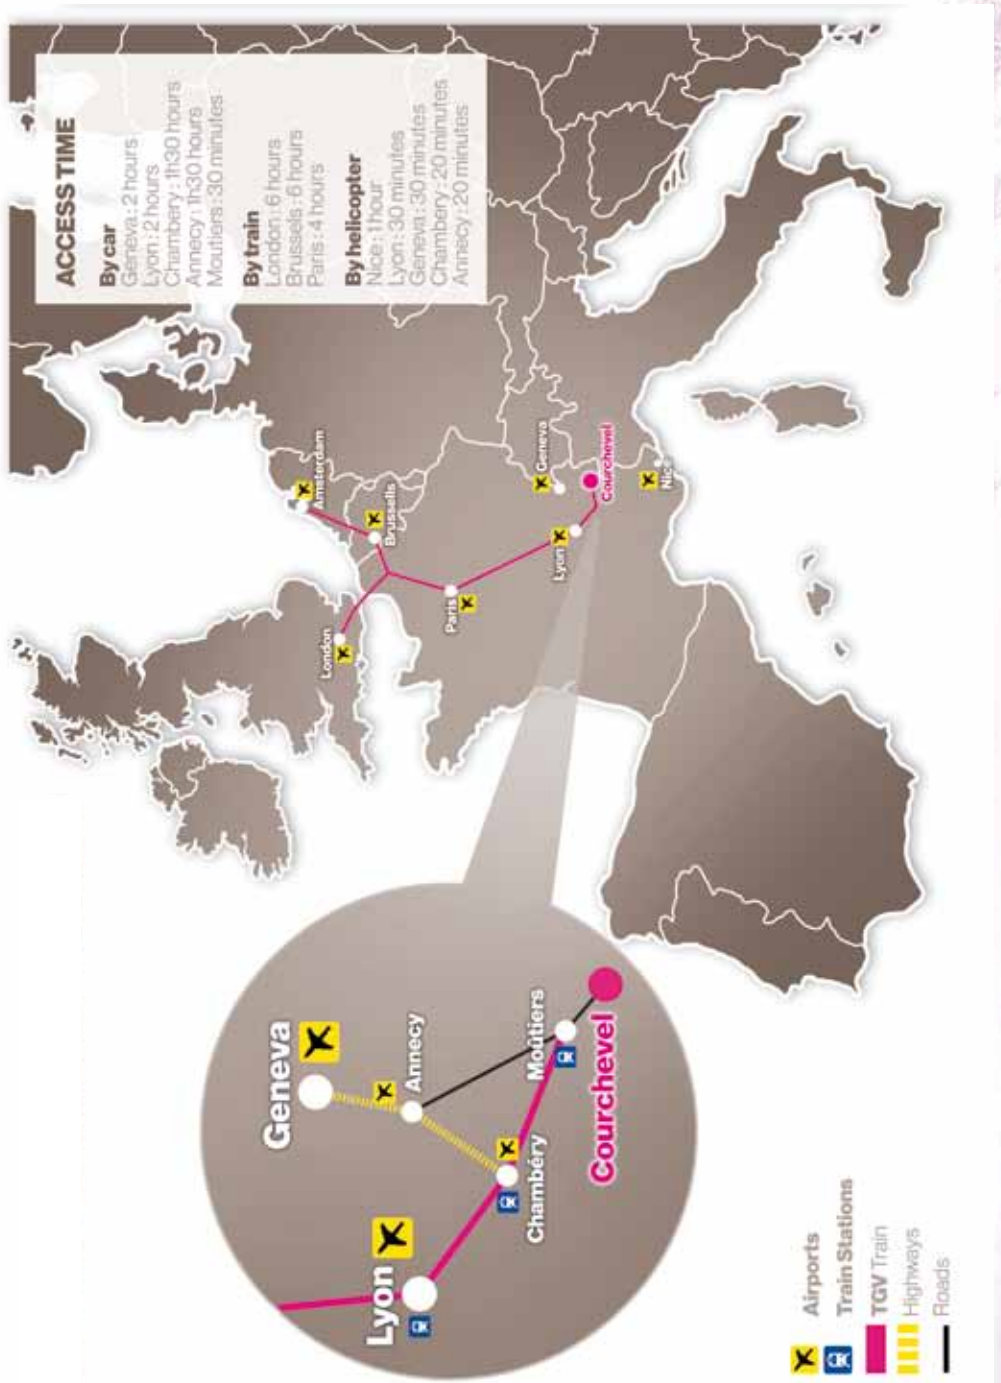 ACCESS TIME
By car
Geneva : 2 hours
Lyon : 2 hours
Chambery : 1h30 hours
Annecy : 1h30 hours
Moutiers : 30 minutes
By train
London : 6 hours
Brussels : 6 hours
Paris : 4 hours
By helicopter
Nice : 1 hour
Lyon : 30 minutes
Geneva : 30 minutes
Chambery : 20 minutes
Annecy : 20 minutes
Amsterdam
London
Brussells
Paris
Geneva
Lyon
Courchevel
Nice
Geneva
Annecy
Lyon
Moûtiers
Chambéry
Courchevel
Airports
Train Stations
TGV Train
Highways
Roads